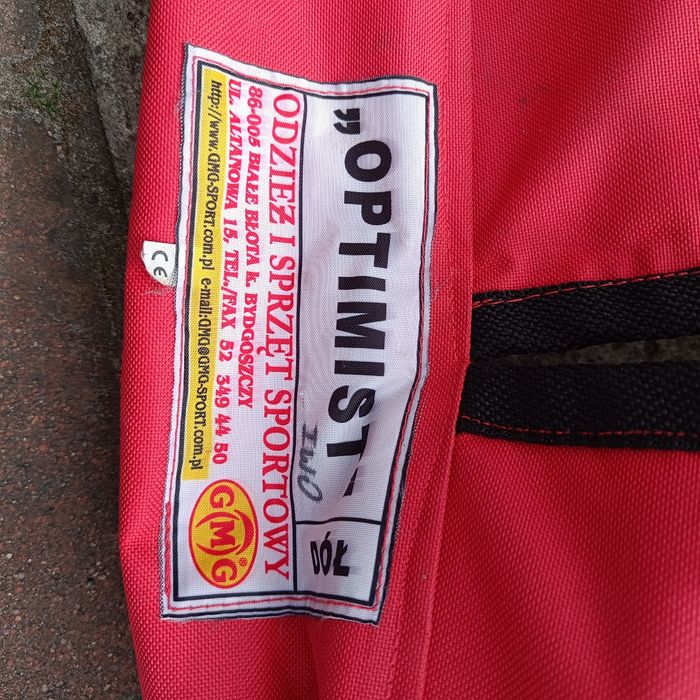 „OPTIMIST"
IWO
DÓŁ
ODZIEŻ I SPRZĘT SPORTOWY
86-005 BIAŁE BŁOTA k. BYDGOSZCZY
UL. ALTANOWA 15, TEL./FAX 52 349 44 50
http://www.GMG-SPORT.com.pl e-mail:GMG@GMG-SPORT.com.pl
GMG
CE